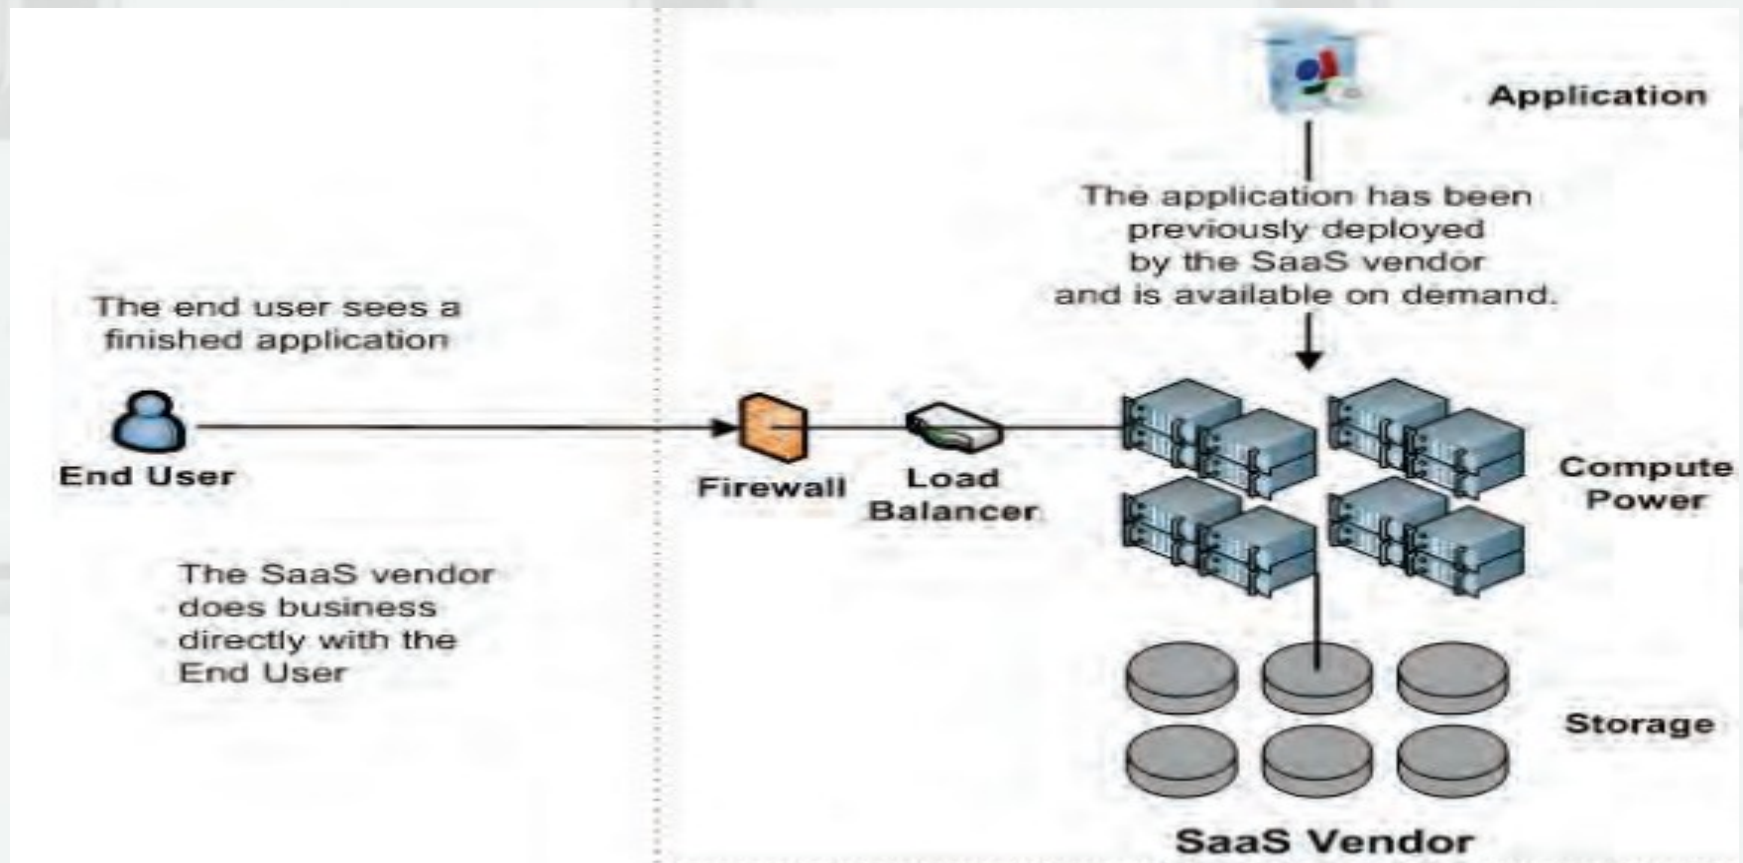 Application
The application has been
previously deployed
by the SaaS vendor
and is available on demand.
The end user sees a
finished application
End User
Firewall
Load
Balancer
Compute
Power
The SaaS vendor
does business
directly with the
End User
Storage
SaaS Vendor